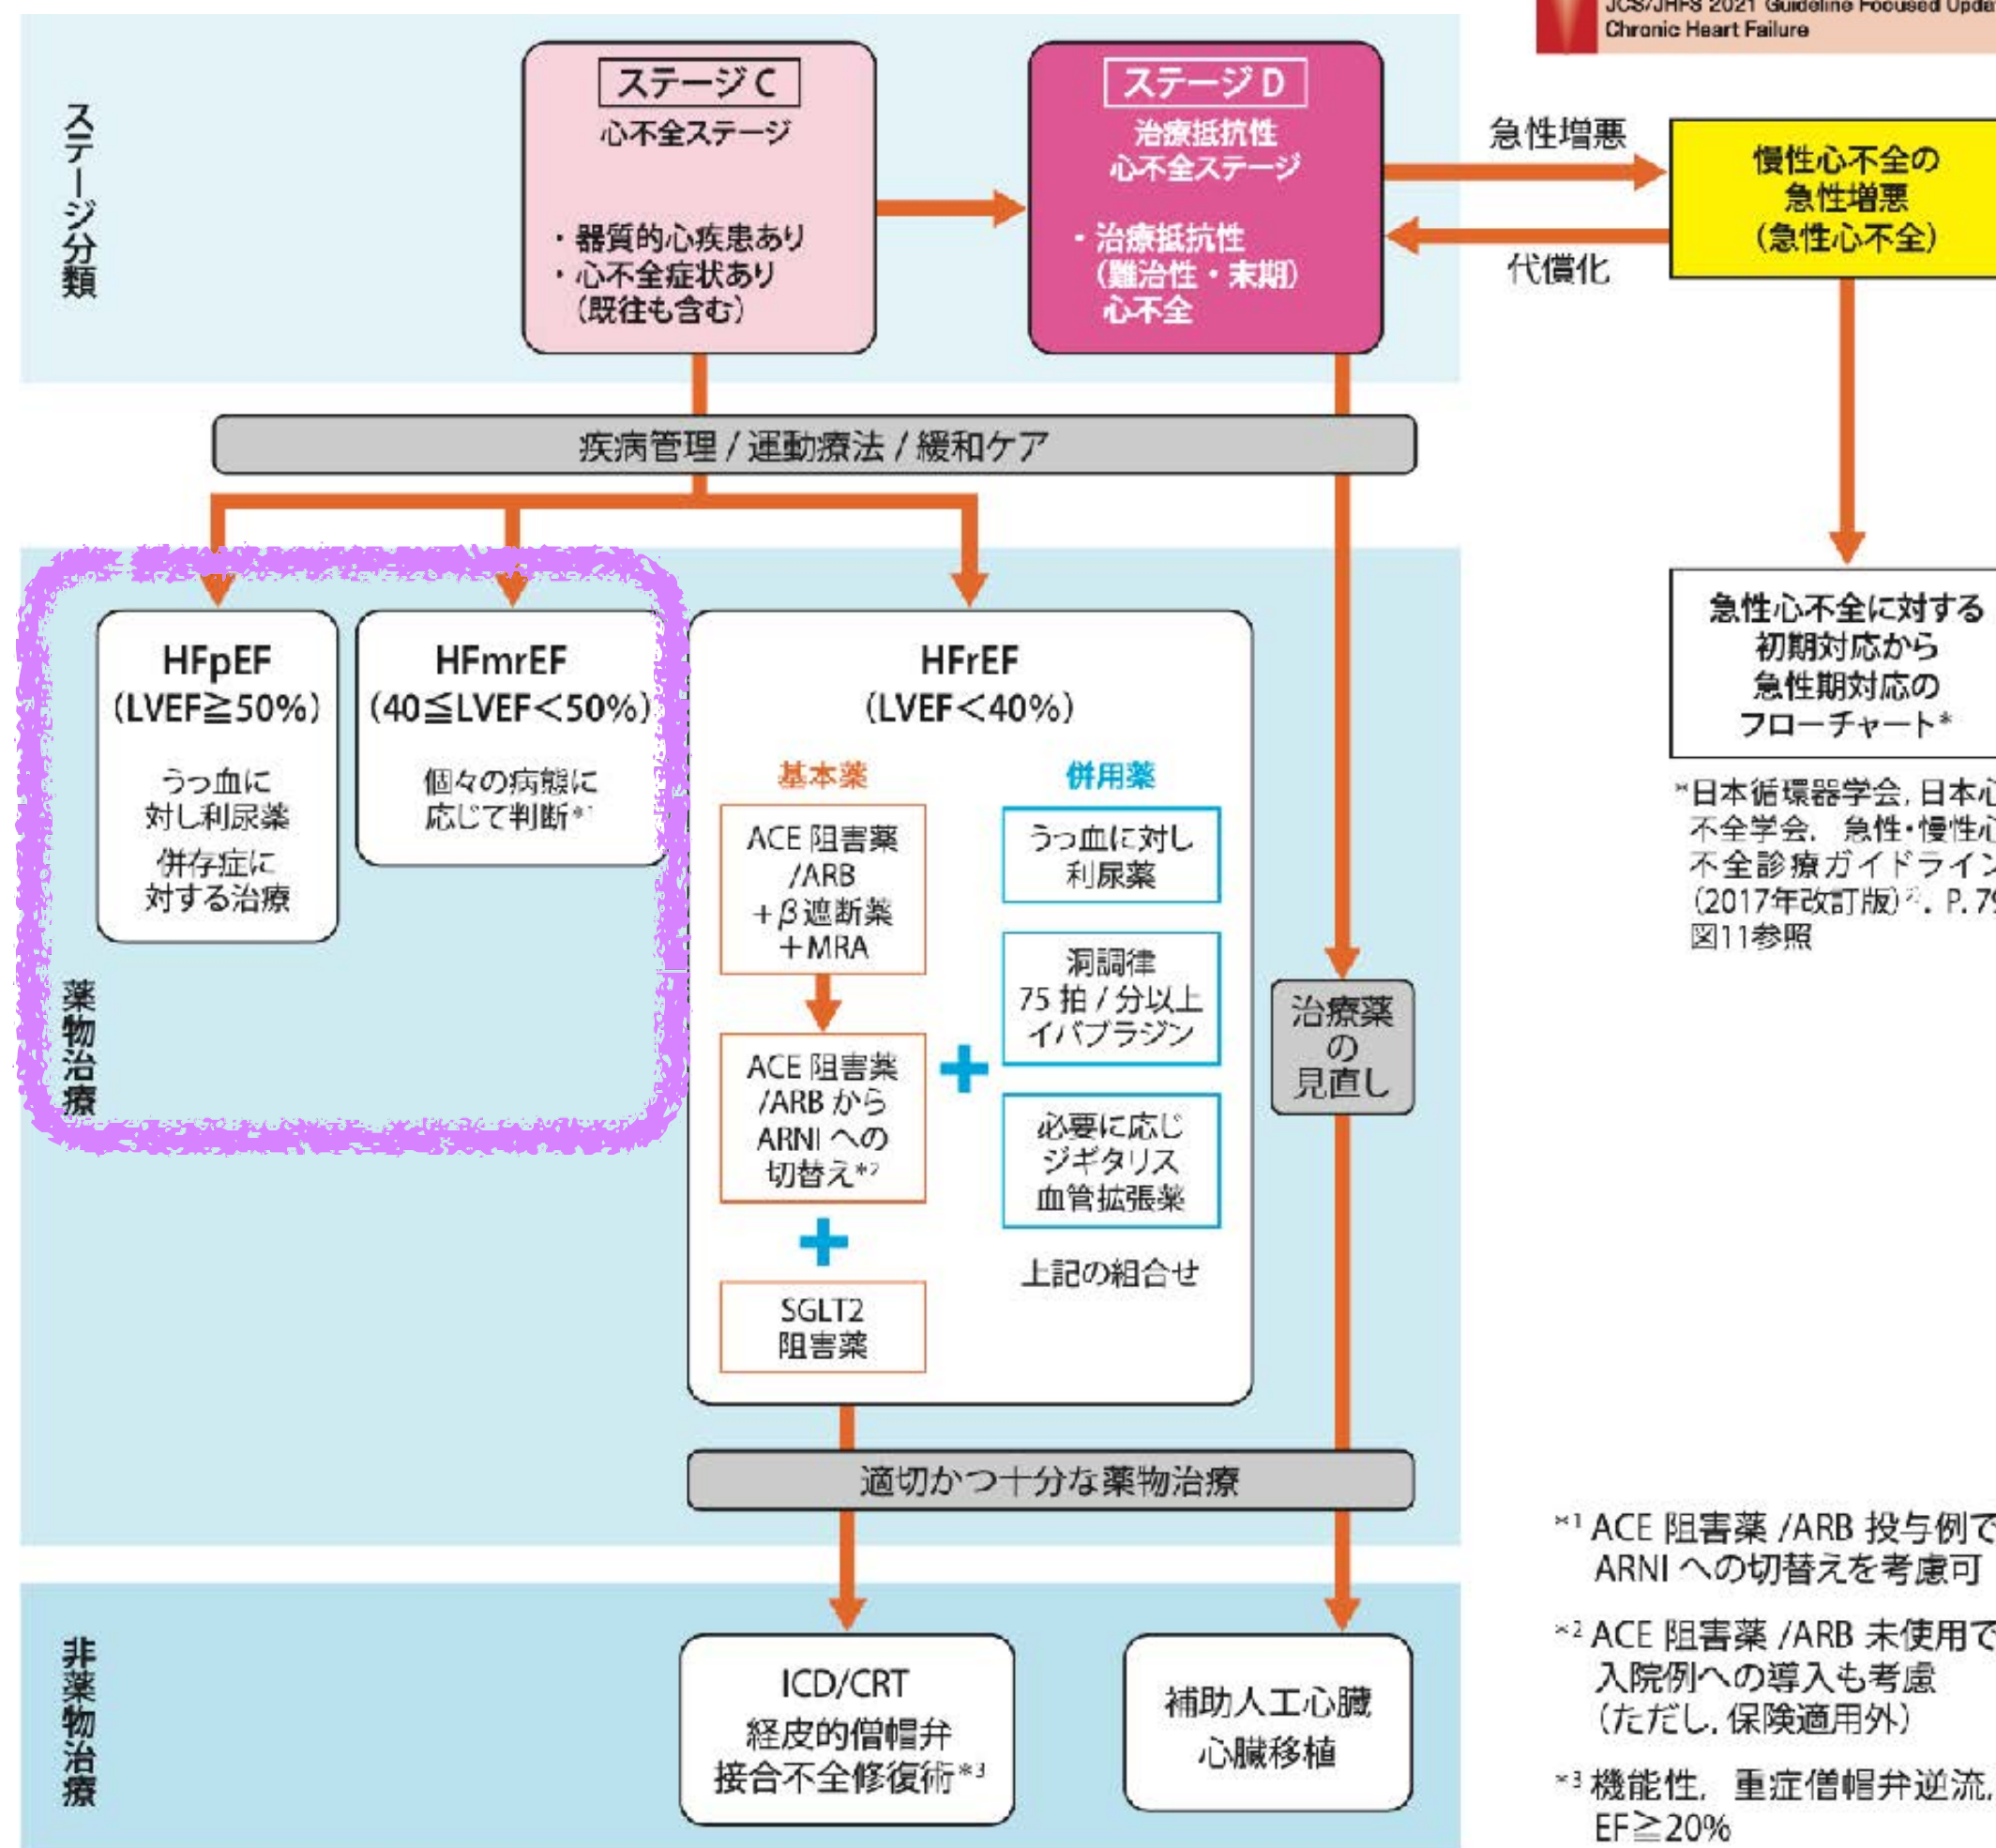 JCS/JHFS 2021 Guideline Focused
Chronic Heart Failure
ステージ分類
ステージ C
心不全ステージ
・器質的心疾患あり
・心不全症状あり
（既往も含む）
ステージ D
治療抵抗性
心不全ステージ
・治療抵抗性
（難治性・末期）
心不全
急性増悪
代償化
慢性心不全の
急性増悪
（急性心不全）
疾病管理 / 運動療法 / 緩和ケア
薬物治療
HFpEF
（LVEF≧50%）
うっ血に
対し利尿薬
併存症に
対する治療
HFmrEF
（40≦LVEF＜50%）
個々の病態に
応じて判断*1
HFrEF
（LVEF＜40%）
基本薬
ACE 阻害薬
/ARB
＋β遮断薬
＋MRA
ACE 阻害薬
/ARB から
ARNI への
切替え*2
SGLT2
阻害薬
併用薬
うっ血に対し
利尿薬
洞調律
75 拍 / 分以上
イバブラジン
必要に応じ
ジギタリス
血管拡張薬
上記の組合せ
治療薬
の
見直し
急性心不全に対する
初期対応から
急性期対応の
フローチャート*
*日本循環器学会, 日本心
不全学会. 急性・慢性心
不全診療ガイドライン
（2017年改訂版）2). P. 79
図11参照
適切かつ十分な薬物治療
非薬物治療
ICD/CRT
経皮的僧帽弁
接合不全修復術*3
補助人工心臓
心臓移植
*1 ACE 阻害薬 /ARB 投与例で
ARNI への切替えを考慮可
*2 ACE 阻害薬 /ARB 未使用で
入院例への導入も考慮
（ただし, 保険適用外）
*3 機能性, 重症僧帽弁逆流,
EF≧20%